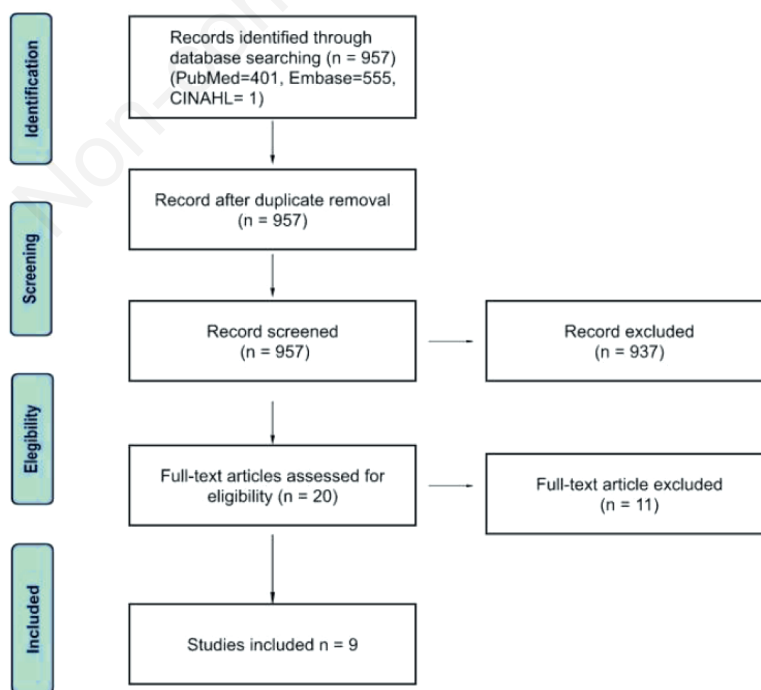 Identification
Records identified through
database searching (n = 957)
(PubMed=401, Embase=555,
CINAHL= 1)
Screening
Record after duplicate removal
(n = 957)
Record screened
(n = 957)
Record excluded
(n = 937)
Elegibility
Full-text articles assessed for
eligibility (n = 20)
Full-text article excluded
(n = 11)
Included
Studies included n = 9
Non-